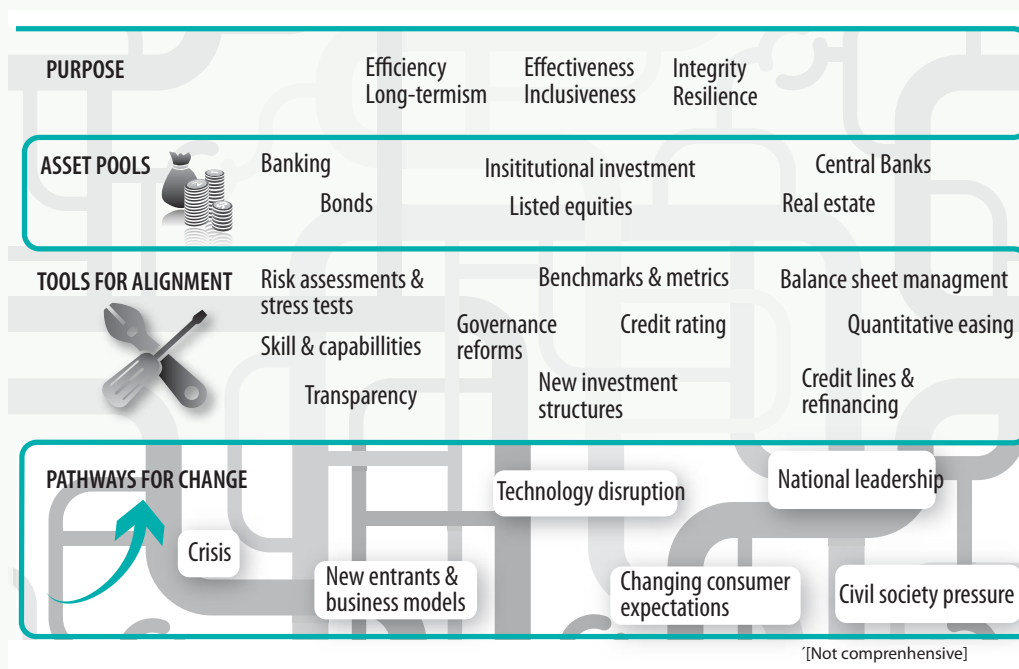 PURPOSE
Efficiency
Long-termism
Effectiveness
Inclusiveness
Integrity
Resilience
ASSET POOLS
Banking
Insititutional investment
Central Banks
Bonds
Listed equities
Real estate
TOOLS FOR ALIGNMENT
Risk assessments &
stress tests
Benchmarks & metrics
Balance sheet managment
Skill & capabillities
Governance
reforms
Credit rating
Quantitative easing
Transparency
New investment
structures
Credit lines &
refinancing
PATHWAYS FOR CHANGE
Technology disruption
National leadership
Crisis
New entrants &
business models
Changing consumer
expectations
Civil society pressure
´[Not comprenhensive]